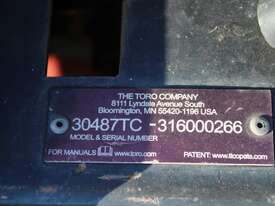 THE TORO COMPANY
8111 Lyndale Avenue South
Bloomington, MN 55420-1196 USA
30487TC -316000266
MODEL & SERIAL NUMBER
FOR MANUALS www.toro.com PATENT: www.ttcopats.com